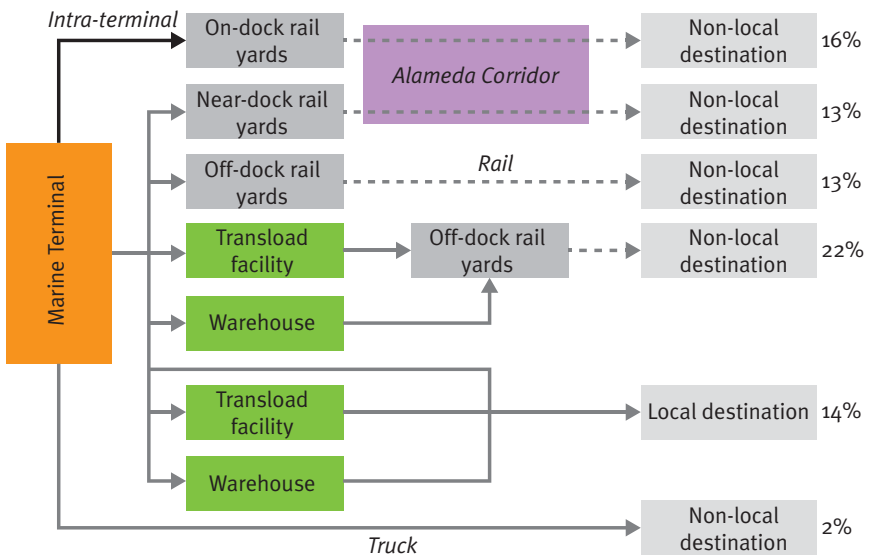 Intra-terminal
On-dock rail
yards
Alameda Corridor
Non-local
destination
16%
Near-dock rail
yards
Non-local
destination
13%
Marine Terminal
Off-dock rail
yards
Rail
Non-local
destination
13%
Transload
facility
Off-dock rail
yards
Non-local
destination
22%
Warehouse
Transload
facility
Local destination
14%
Warehouse
Truck
Non-local
destination
2%